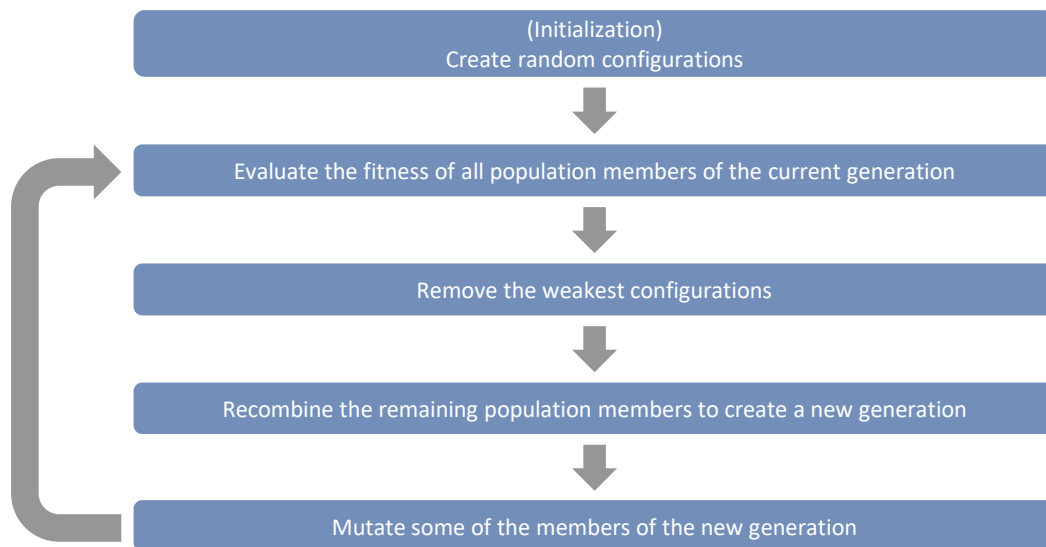 (Initialization)
Create random configurations
Evaluate the fitness of all population members of the current generation
Remove the weakest configurations
Recombine the remaining population members to create a new generation
Mutate some of the members of the new generation